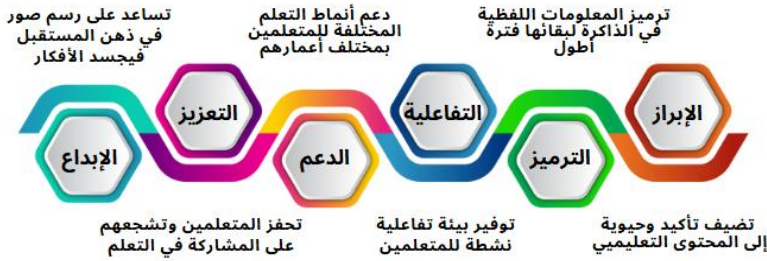 ترميز المعلومات اللفظية
في الذاكرة لبقائها فترة
أطول
دعم أنماط التعلم
المختلفة للمتعلمين
بمختلف أعمارهم
تساعد على رسم صور
في ذهن المستقبل
فيجسد الأفكار
الإبراز
الترميز
التفاعلية
الدعم
التعزيز
الإبداع
تضيف تأكيد وحيوية
إلى المحتوى التعليميي
توفير بيئة تفاعلية
نشطة للمتعلمين
تحفز المتعلمين وتشجعهم
على المشاركة في التعلم